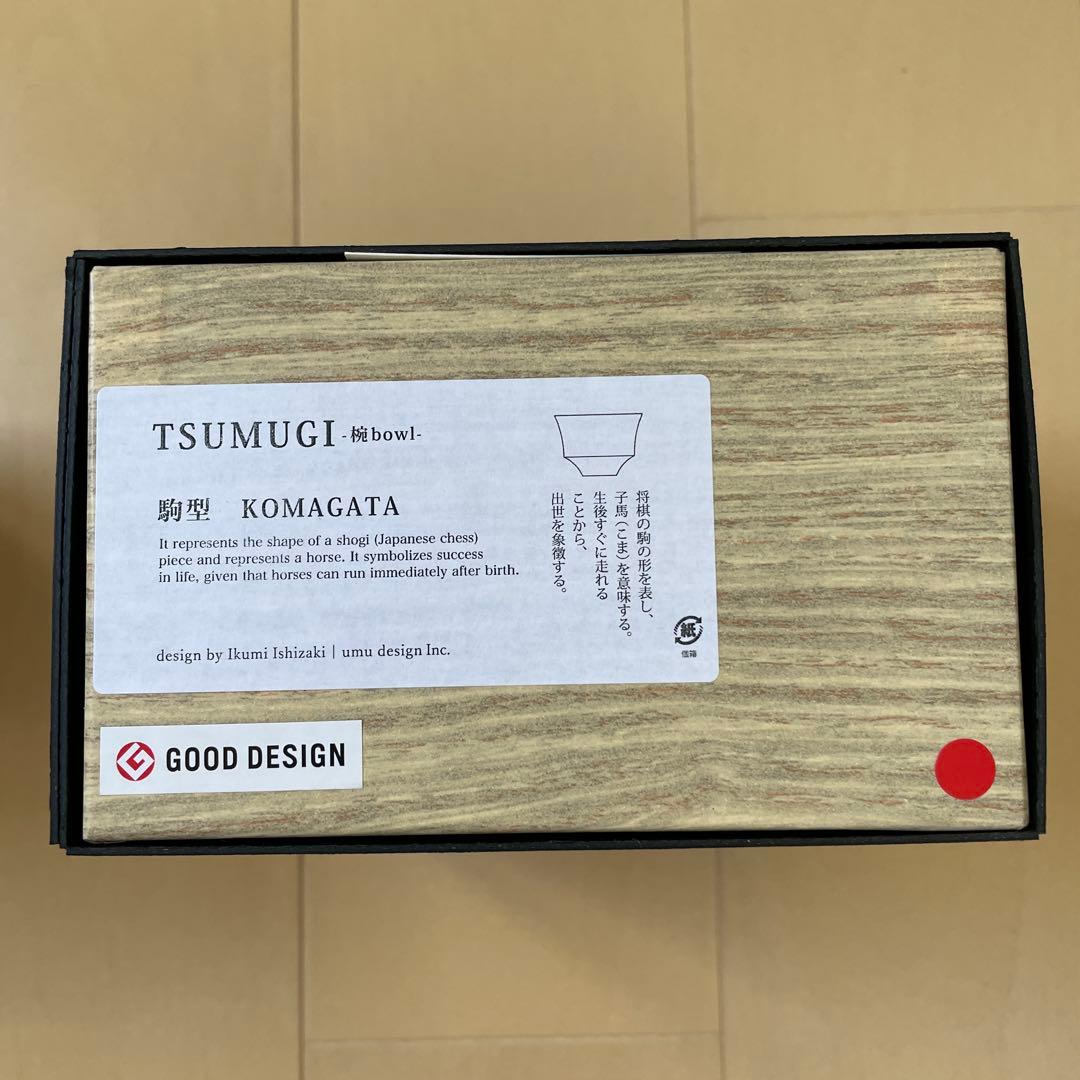 TSUMUGI -椀bowl-
駒型 KOMAGATA
It represents the shape of a shogi (Japanese chess)
piece and represents a horse. It symbolizes success
in life, given that horses can run immediately after birth.
将棋の駒の形を表し、
子馬(こま)を意味する。
生後すぐに走れる
ことから、
出世を象徴する。
紙
個箱
design by Ikumi Ishizaki | umu design Inc.
GOOD DESIGN